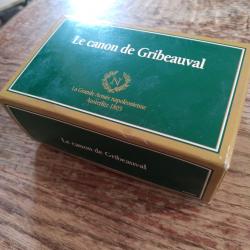 Le canon de Gribeauval
N
La Grande Armée napoléonienne
Austerlitz 1805
Le canon de Gribeauval